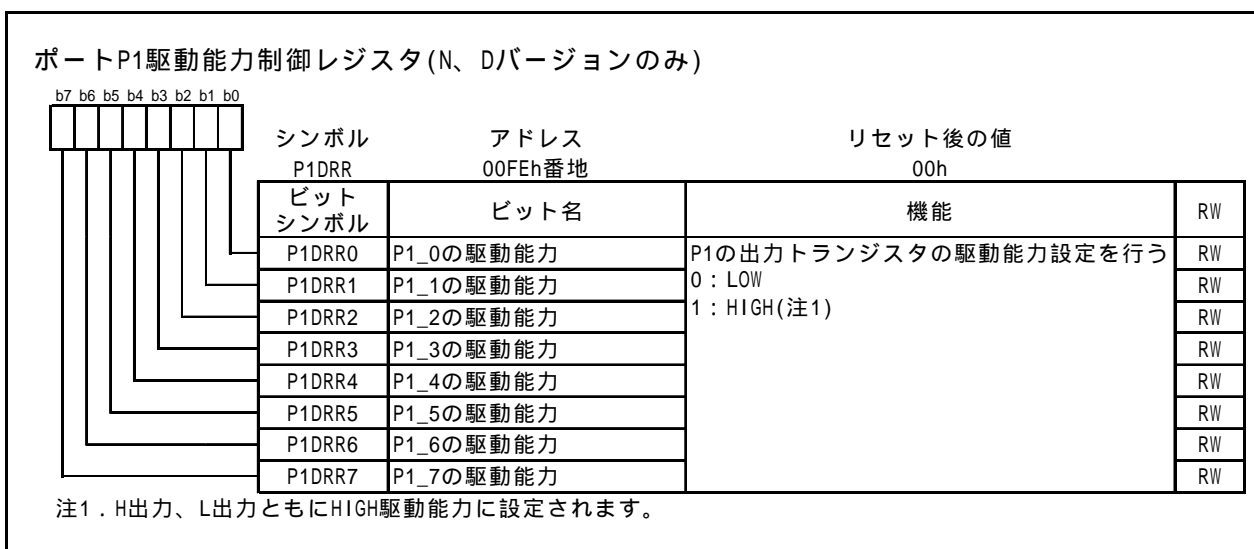 ポートP1駆動能力制御レジスタ(N、Dバージョンのみ)
b7 b6 b5 b4 b3 b2 b1 b0
シンボル アドレス リセット後の値
P1DRR 00FEh番地 00h
ビット
シンボル ビット名 機能 RW
P1DRR0 P1_0の駆動能力 P1の出力トランジスタの駆動能力設定を行う RW
P1DRR1 P1_1の駆動能力 0:LOW RW
P1DRR2 P1_2の駆動能力 1:HIGH(注1) RW
P1DRR3 P1_3の駆動能力 RW
P1DRR4 P1_4の駆動能力 RW
P1DRR5 P1_5の駆動能力 RW
P1DRR6 P1_6の駆動能力 RW
P1DRR7 P1_7の駆動能力 RW
注1.H出力、L出力ともにHIGH駆動能力に設定されます。